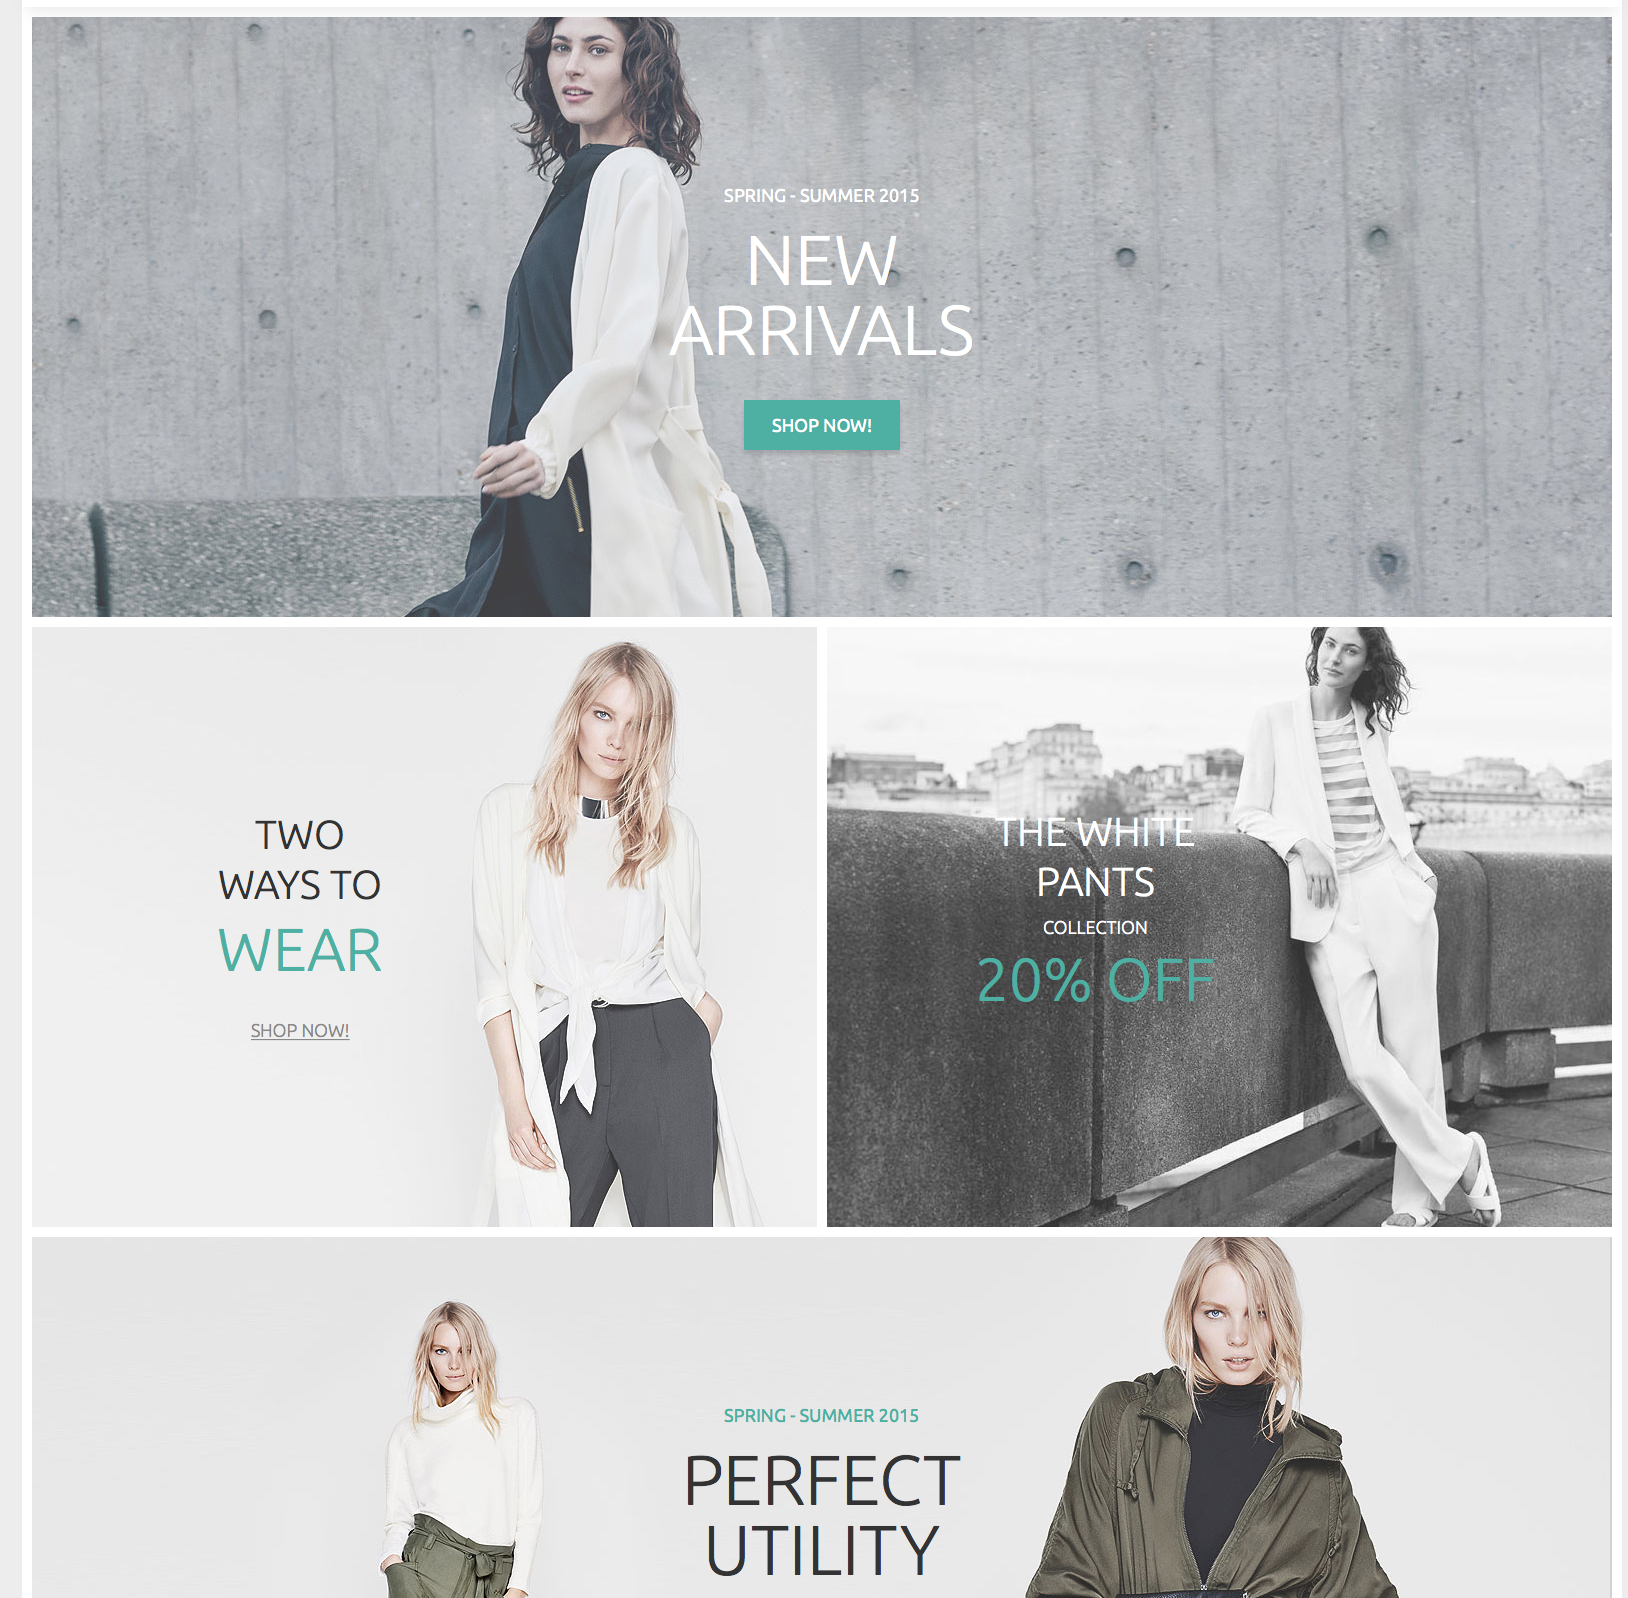 SPRING - SUMMER 2015
NEW
ARRIVALS
SHOP NOW!
TWO
WAYS TO
WEAR
SHOP NOW!
THE WHITE
PANTS
COLLECTION
20% OFF
SPRING - SUMMER 2015
PERFECT
UTILITY